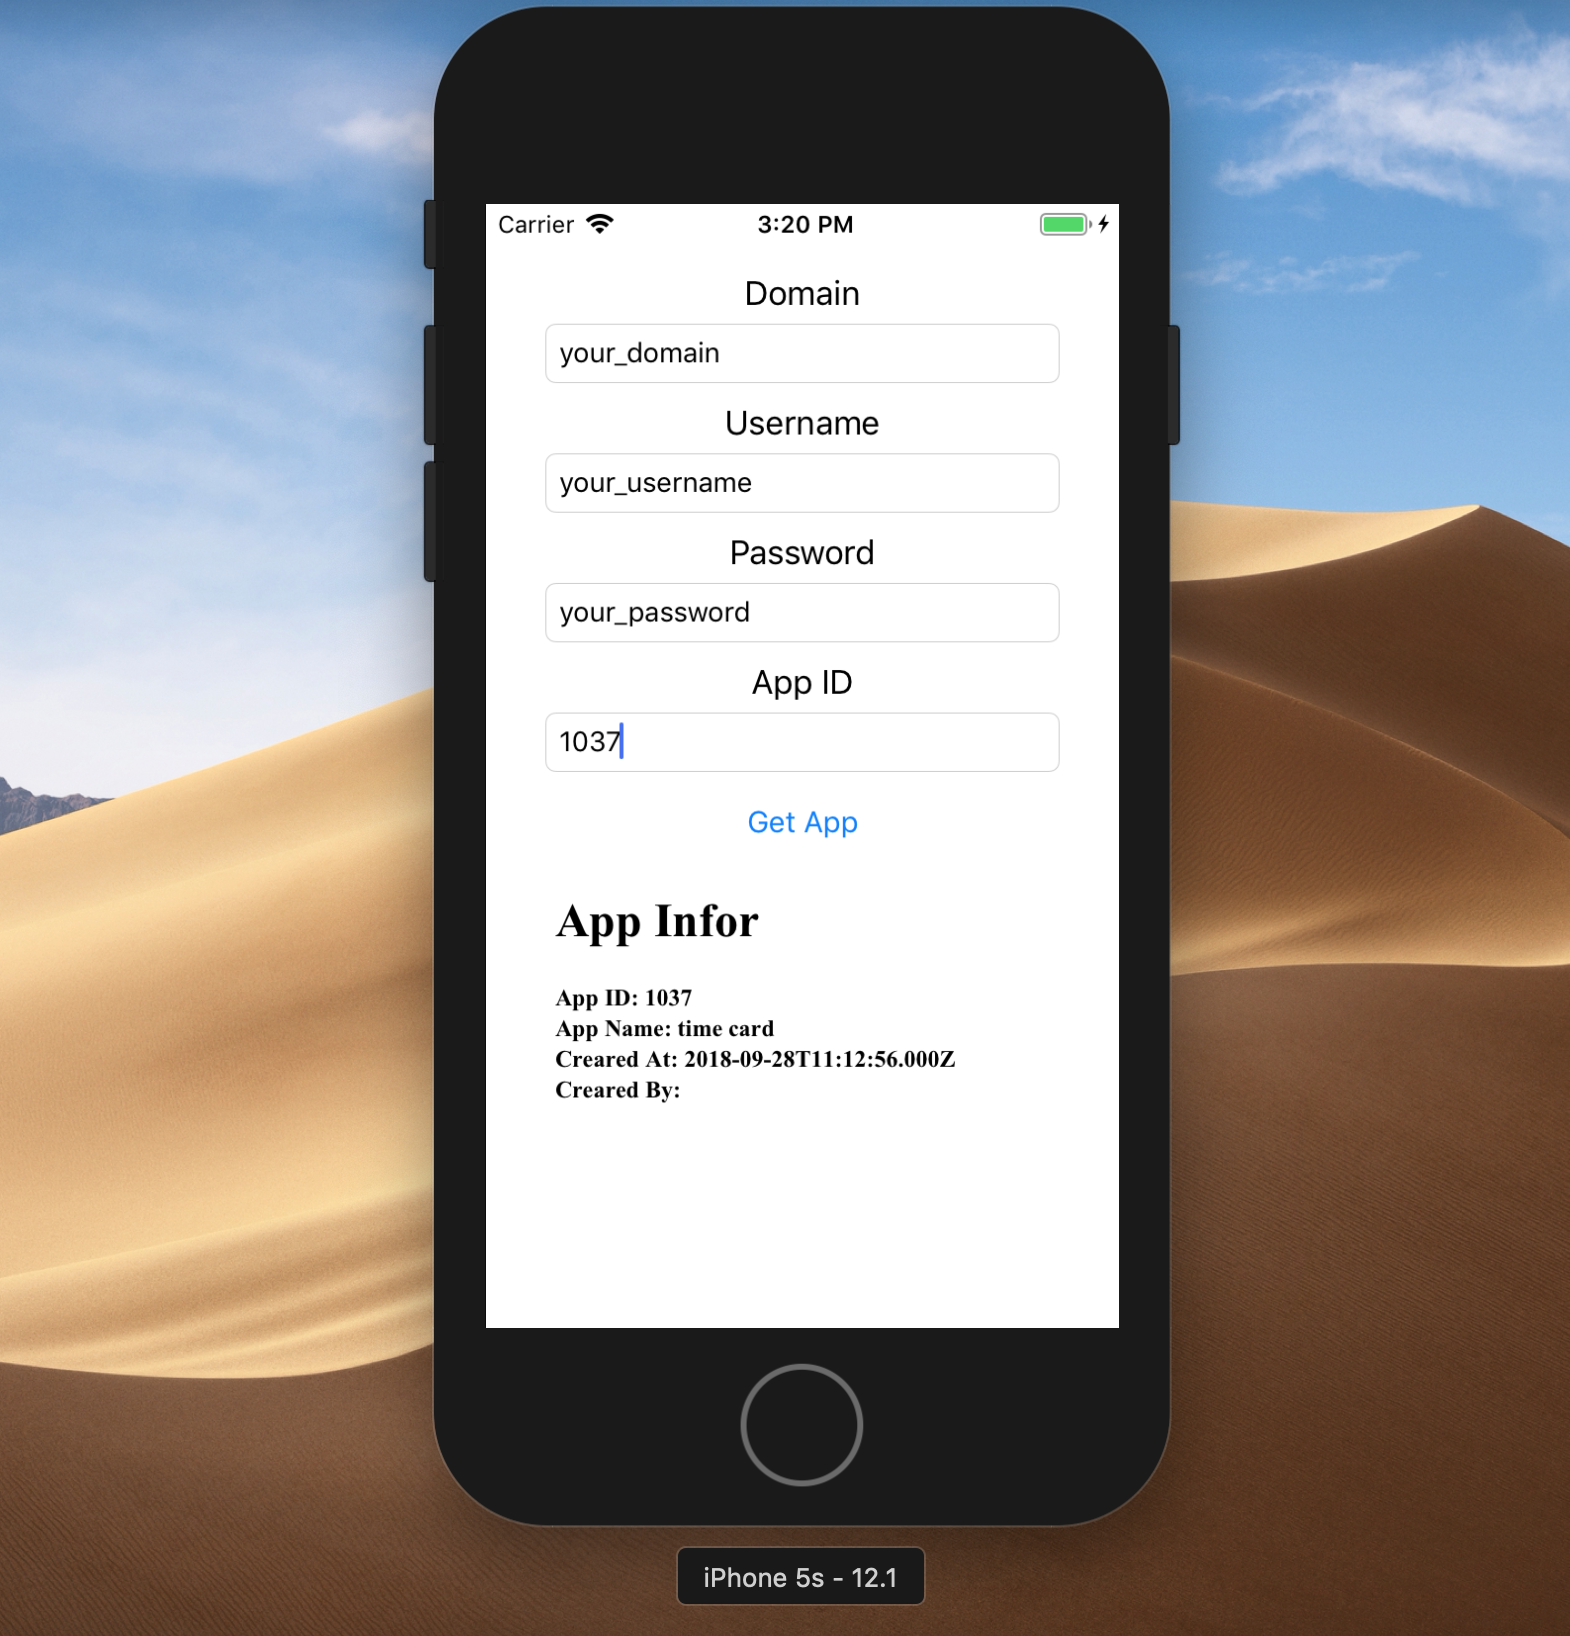 Carrier 3:20 PM
Domain
your_domain
Username
your_username
Password
your_password
App ID
1037
Get App
App Infor
App ID: 1037
App Name: time card
Creared At: 2018-09-28T11:12:56.000Z
Creared By:
iPhone 5s - 12.1